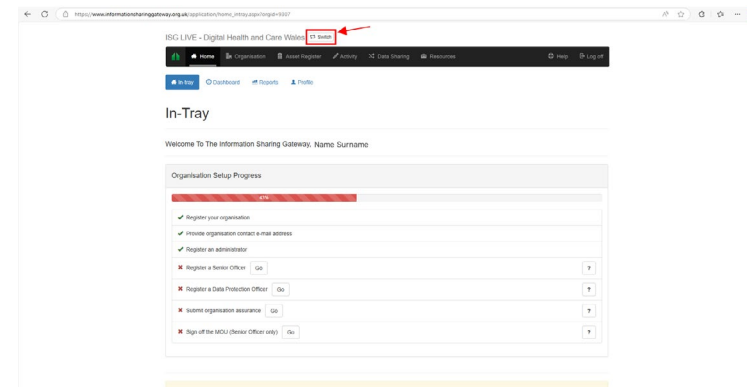 https://www.informationsharinggateway.org.uk/application/home_intray.aspx?orgid=5007
ISG LIVE - Digital Health and Care Wales Switch
Home Organisation Asset Register Activity Data Sharing Resources Help Log off
In-tray Dashboard Reports Profile
In-Tray
Welcome To The Information Sharing Gateway, Name Surname
Organisation Setup Progress
43%
Register your organisation
Provide organisation contact e-mail address
Register an administrator
Register a Senior Officer Go ?
Register a Data Protection Officer Go ?
Submit organisation assurance Go ?
Sign off the MOU (Senior Officer only) Go ?